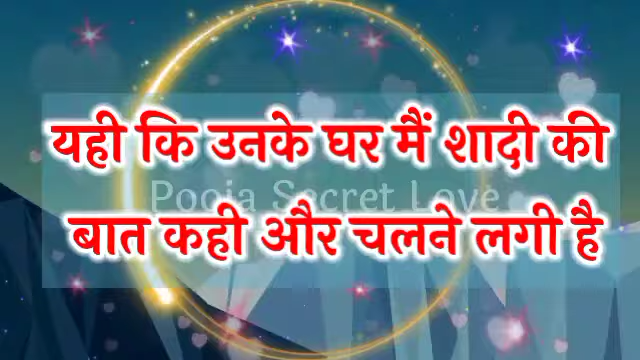 यही कि उनके घर मैं शादी की
Pooja Secret Love
बात कही और चलने लगी है